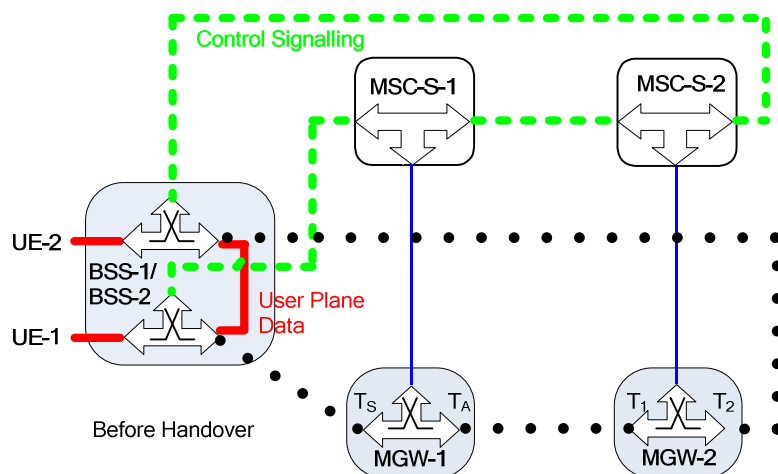 Control Signalling
MSC-S-1
MSC-S-2
UE-2
BSS-1/
BSS-2
User Plane
Data
UE-1
TS
TA
T1
T2
Before Handover
MGW-1
MGW-2